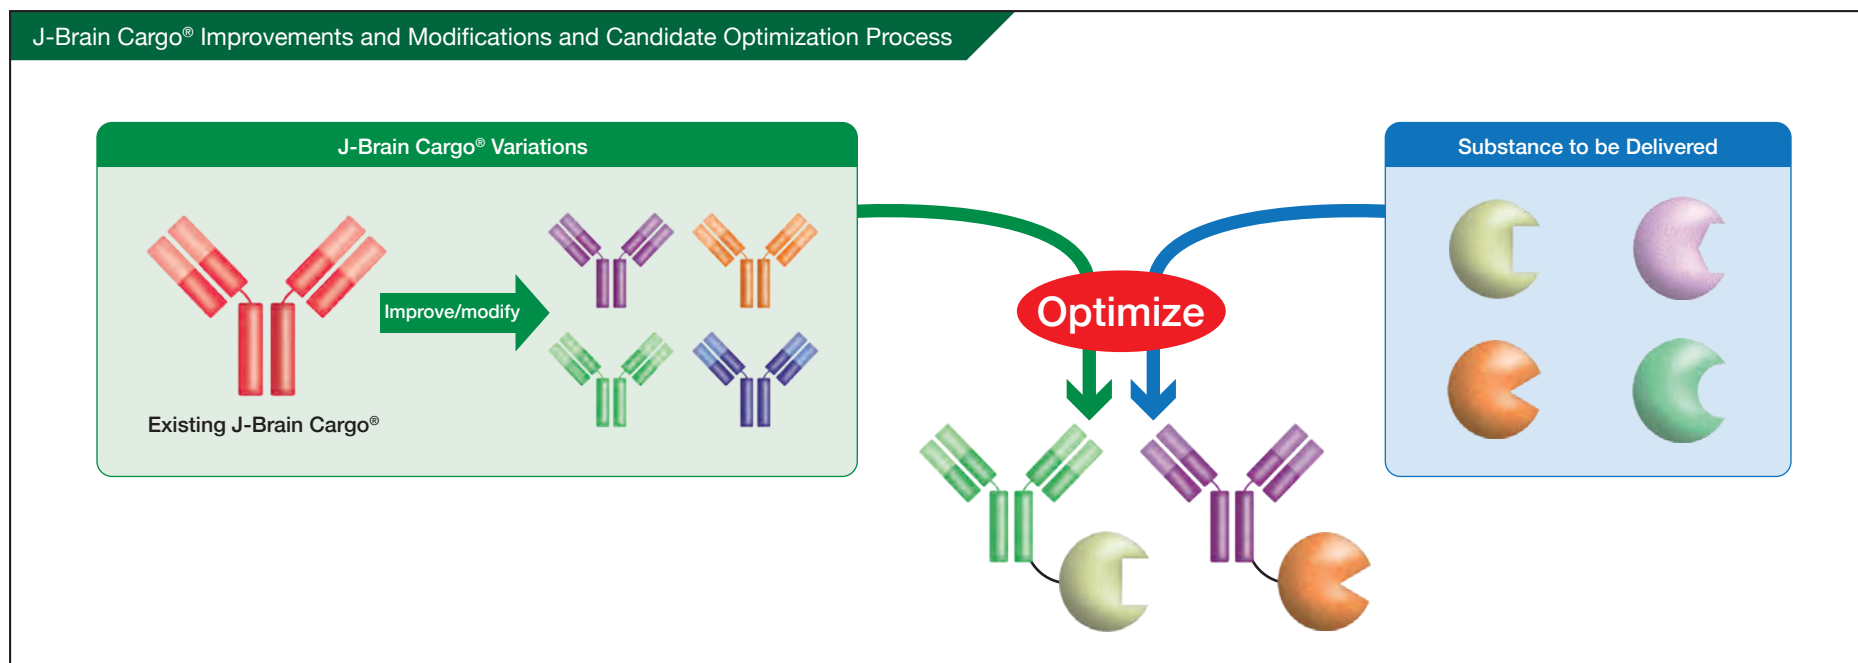 J-Brain Cargo® Improvements and Modifications and Candidate Optimization Process
J-Brain Cargo® Variations
Substance to be Delivered
Improve/modify
Optimize
Existing J-Brain Cargo®